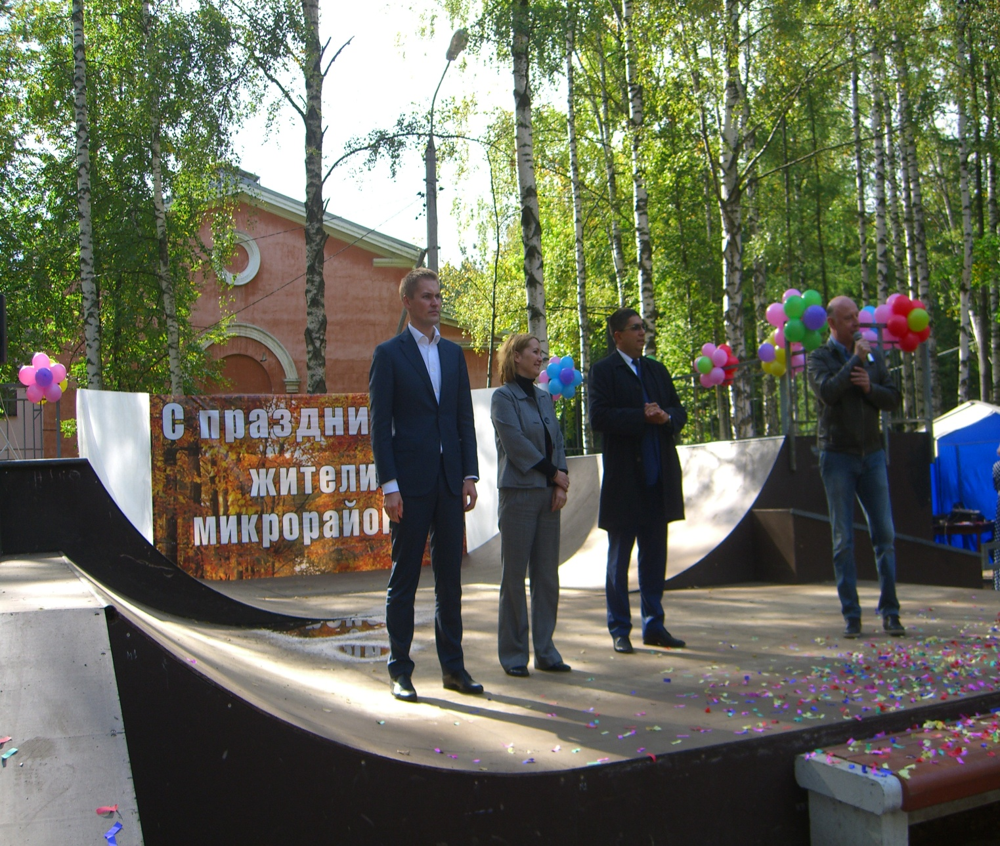 С праздни
жители
микрорайо